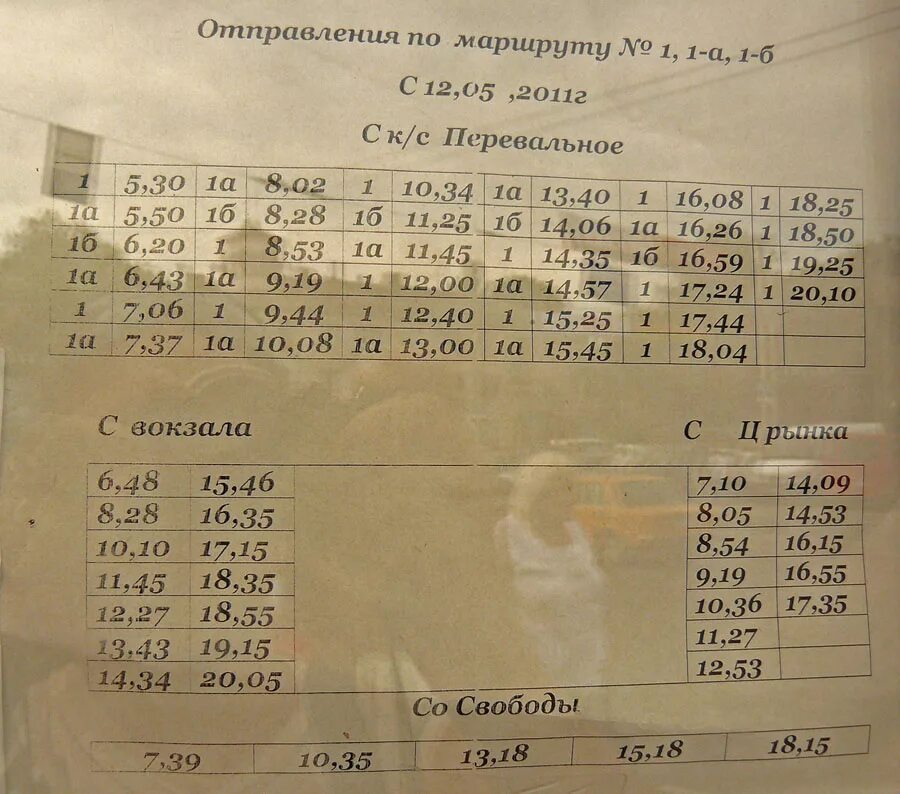 Отправления по маршруту № 1, 1-а, 1-б
С 12,05 ,2011г
С к/с Перевальное
1 5,30 1а 8,02 1 10,34 1а 13,40 1 16,08 1 18,25
1а 5,50 1б 8,28 1б 11,25 1б 14,06 1а 16,26 1 18,50
1б 6,20 1 8,53 1а 11,45 1 14,35 1б 16,59 1 19,25
1а 6,43 1а 9,19 1 12,00 1а 14,57 1 17,24 1 20,10
1 7,06 1 9,44 1 12,40 1 15,25 1 17,44
1а 7,37 1а 10,08 1а 13,00 1а 15,45 1 18,04
С вокзала С Ц рынка
6,48 15,46 7,10 14,09
8,28 16,35 8,05 14,53
10,10 17,15 8,54 16,15
11,45 18,35 9,19 16,55
12,27 18,55 10,36 17,35
13,43 19,15 11,27
14,34 20,05 12,53
Со Свободы
7,39 10,35 13,18 15,18 18,15